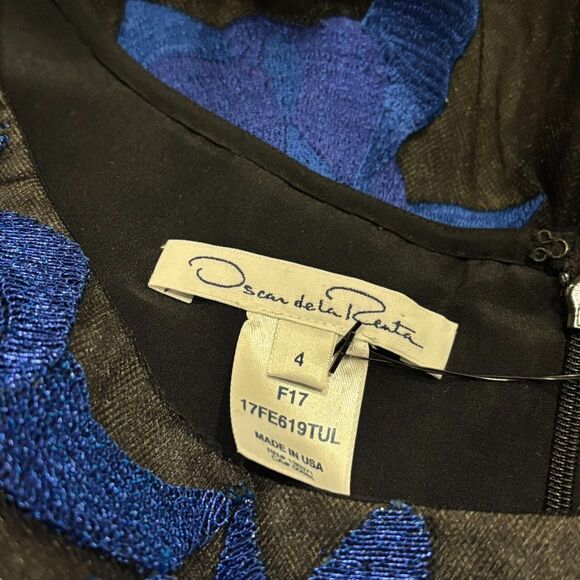 Oscar de la Renta
4
F17
17FE619TUL
MADE IN USA